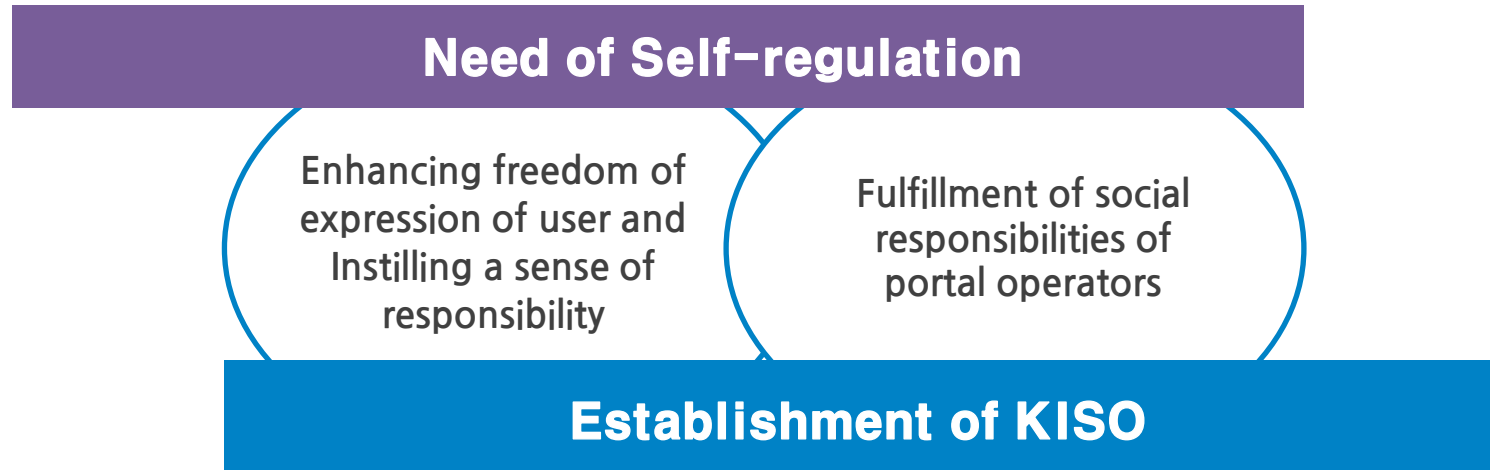 Need of Self-regulation
Enhancing freedom of
expression of user and
Instilling a sense of
responsibility
Fulfillment of social
responsibilities of
portal operators
Establishment of KISO